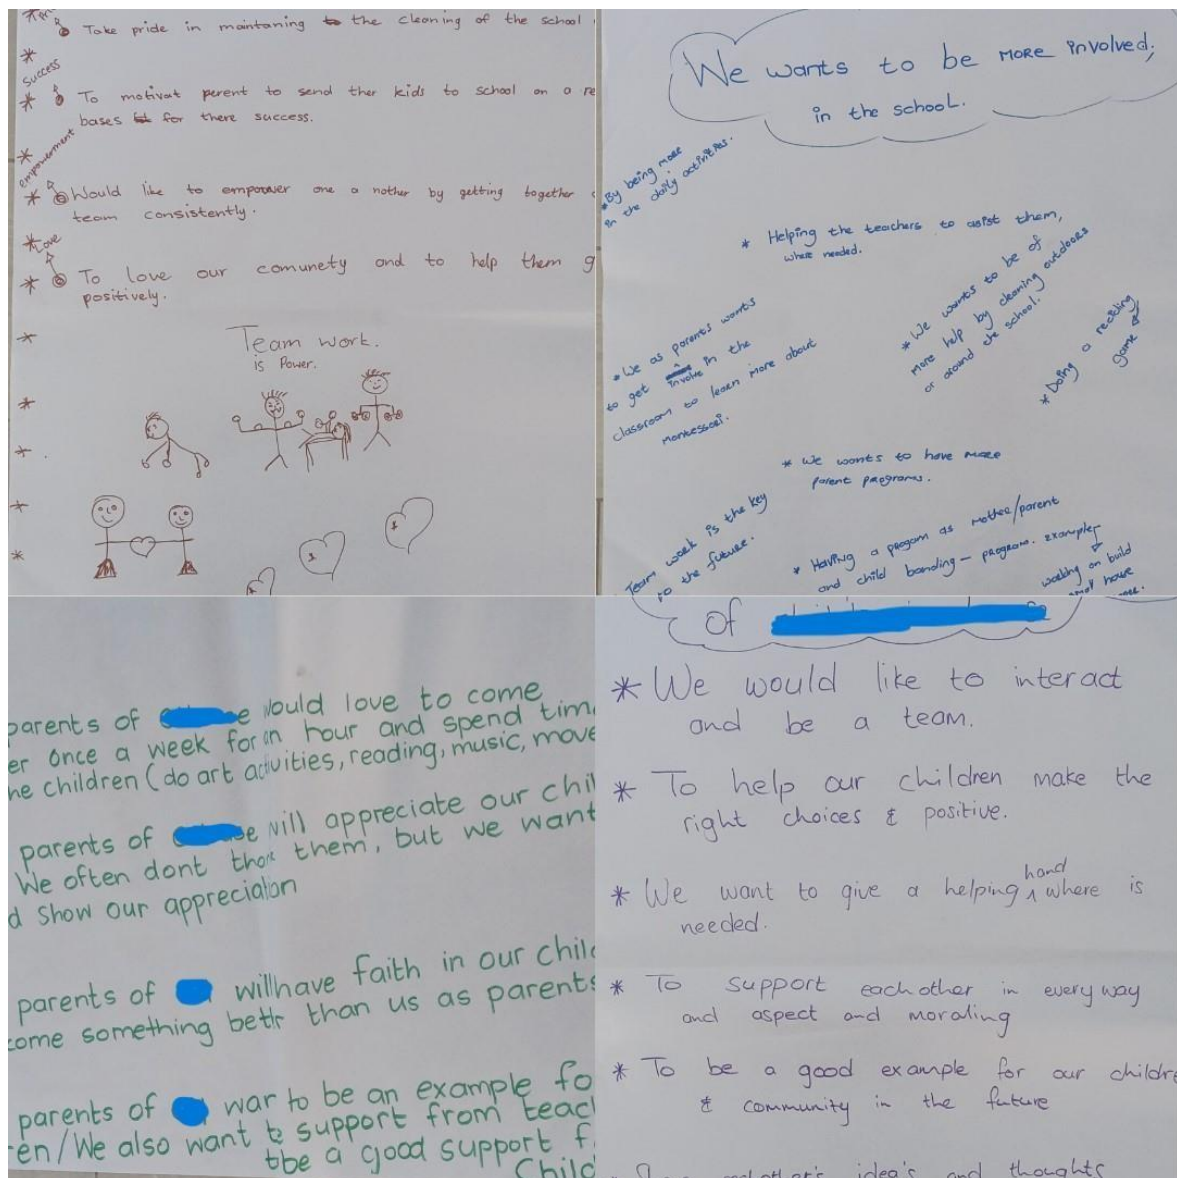 Take pride in maintaning the cleaning of the school
success
To motivat perent to send ther kids to school on a re
bases for there success.
empowerment
Would like to empower one a nother by getting together
team consistently.
Love
To love our comunety and to help them g
positively.
Team work.
is Power.
We wants to be more involved,
in the school.
*By being more
in the daily activities.
* Helping the teachers to asist them,
where needed.
* We as parents wants
to get involve in the
classroom to learn more about
Montessori.
* We wants to be of
more help by cleaning outdoors
or around the school.
* Doing a reciding
game
* We wants to have more
parent programs.
Team work is the key
to the future.
* Having a progam as mother/parent
and child bonding - program. example
working on build
parents of would love to come
er once a week for an hour and spend tim
he children (do art activities, reading, music, move
parents of will appreciate our chil
We often dont them, but we want
d show our appreciation
parents of will have faith in our chil
come something bettr than us as parents
parents of to be an example fo
en/We also want to support from teac
tbe a good support f
Child
of
* We would like to interact
and be a team.
* To help our children make the
right choices & positive.
* We want to give a helping hand where is
needed.
* To support each other in every way
and aspect and moraling
* To be a good example for our childre
& community in the future
idea's and thoughts